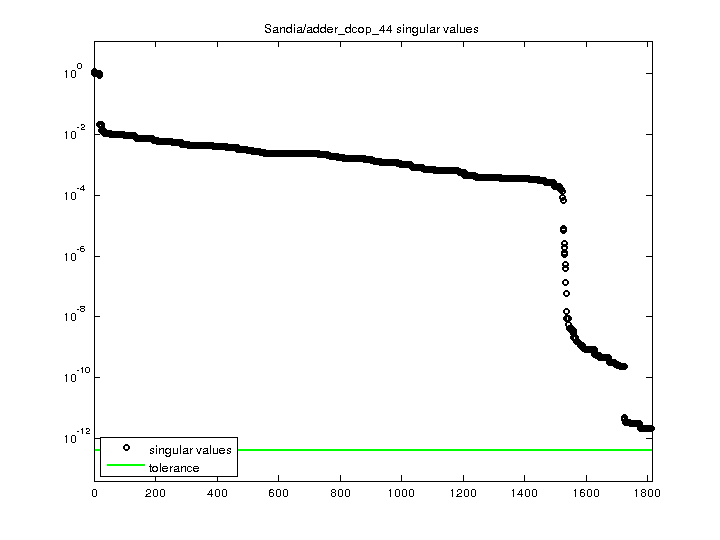 Sandia/adder_dcop_44 singular values
10^0
10^-2
10^-4
10^-6
10^-8
10^-10
10^-12
singular values
tolerance
0 200 400 600 800 1000 1200 1400 1600 1800